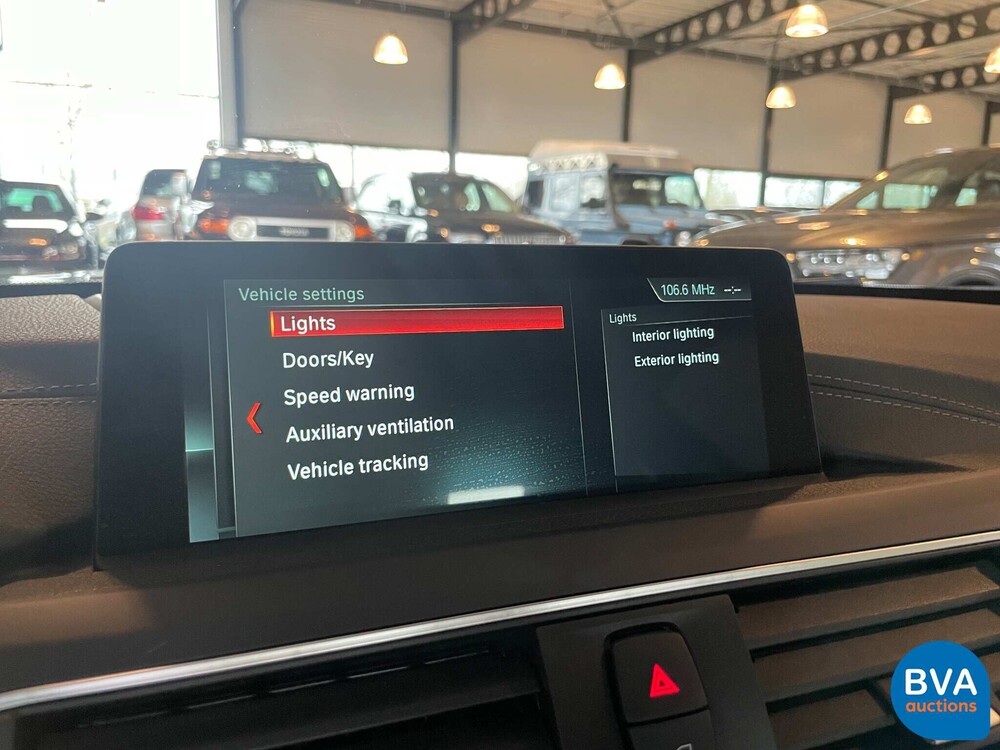 Vehicle settings
106.6 MHz --:--
Lights
Doors/Key
Speed warning
Auxiliary ventilation
Vehicle tracking
Lights
Interior lighting
Exterior lighting
BVA
auctions